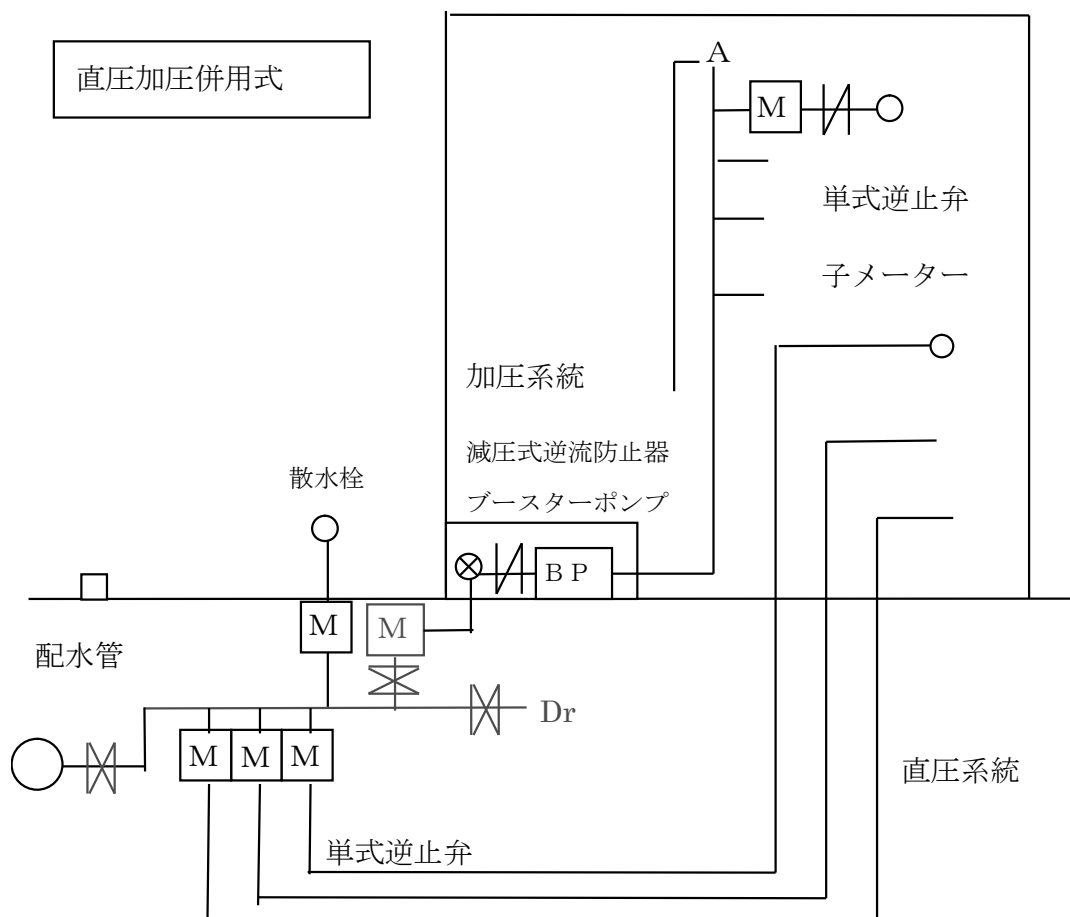 直圧加圧併用式
A
M
単式逆止弁
子メーター
加圧系統
減圧式逆流防止器
散水栓
ブースターポンプ
ＢＰ
M
M
配水管
Dr
M
M
M
直圧系統
単式逆止弁